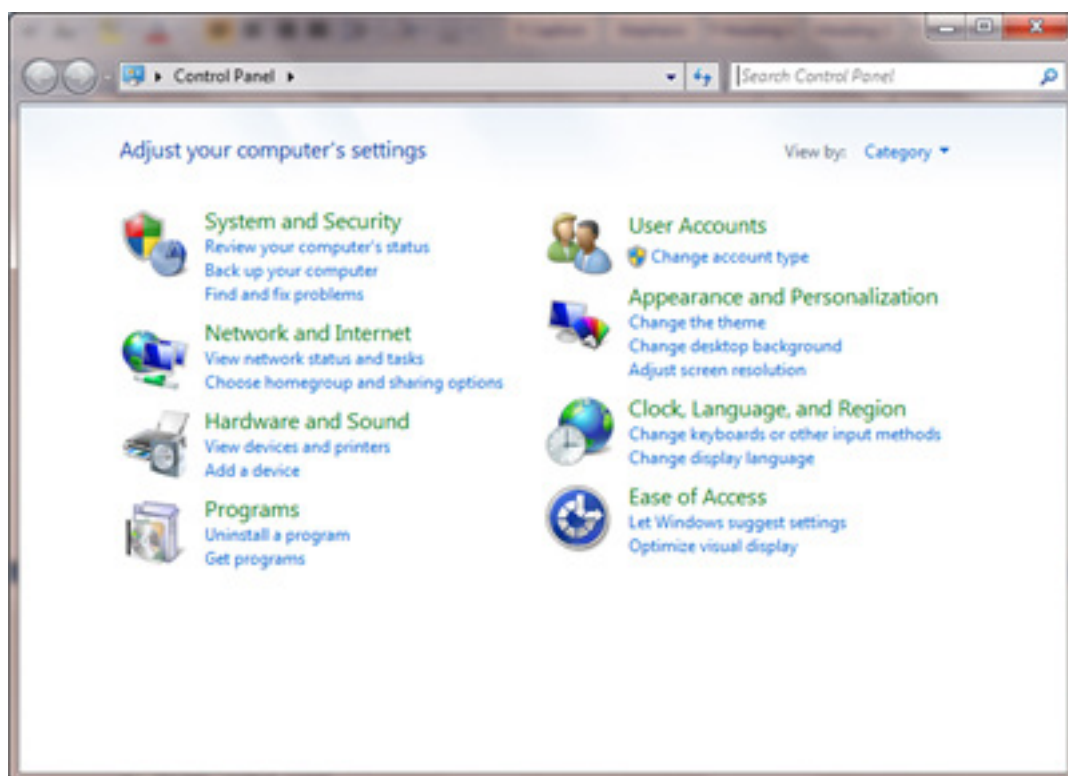 Control Panel
Search Control Panel
Adjust your computer's settings
View by: Category
System and Security
Review your computer's status
Back up your computer
Find and fix problems
Network and Internet
View network status and tasks
Choose homegroup and sharing options
Hardware and Sound
View devices and printers
Add a device
Programs
Uninstall a program
Get programs
User Accounts
Change account type
Appearance and Personalization
Change the theme
Change desktop background
Adjust screen resolution
Clock, Language, and Region
Change keyboards or other input methods
Change display language
Ease of Access
Let Windows suggest settings
Optimize visual display